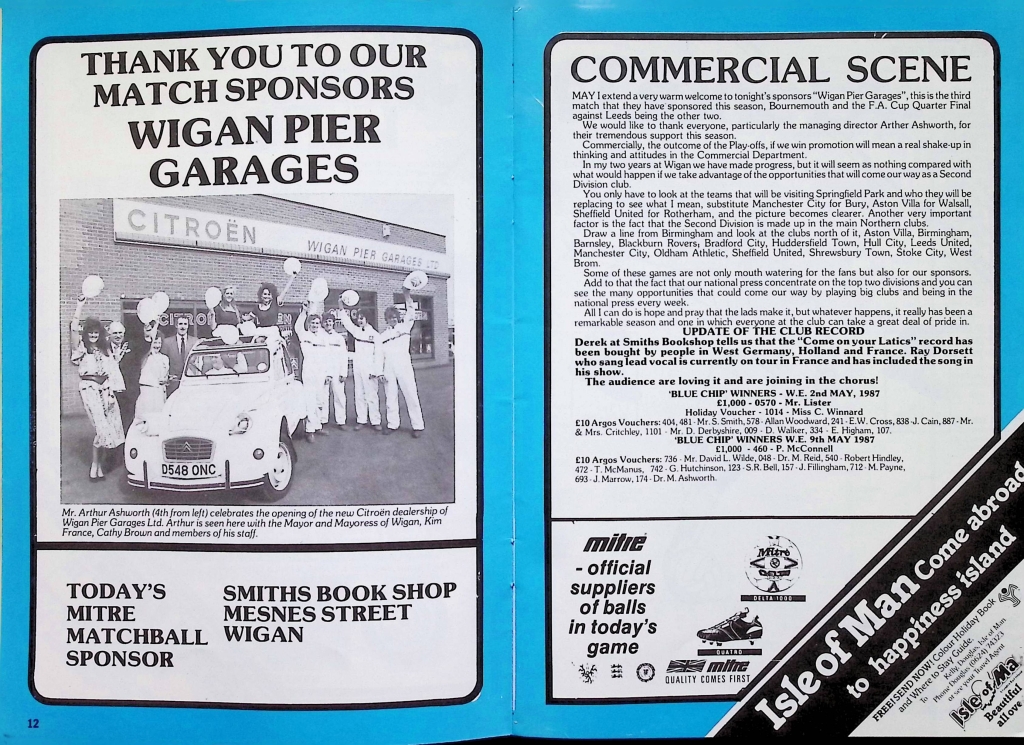 THANK YOU TO OUR
MATCH SPONSORS
WIGAN PIER
GARAGES
CITROËN
WIGAN PIER GARAGES LTD
CITROËN
D548 ONC
Mr. Arthur Ashworth (4th from left) celebrates the opening of the new Citroën dealership of
Wigan Pier Garages Ltd. Arthur is seen here with the Mayor and Mayoress of Wigan, Kim
France, Cathy Brown and members of his staff.
TODAY'S
MITRE
MATCHBALL
SPONSOR
SMITHS BOOK SHOP
MESNES STREET
WIGAN
12
COMMERCIAL SCENE
MAY I extend a very warm welcome to tonight's sponsors "Wigan Pier Garages", this is the third
match that they have sponsored this season, Bournemouth and the F.A. Cup Quarter Final
against Leeds being the other two.
We would like to thank everyone, particularly the managing director Arther Ashworth, for
their tremendous support this season.
Commercially, the outcome of the Play-offs, if we win promotion will mean a real shake-up in
thinking and attitudes in the Commercial Department.
In my two years at Wigan we have made progress, but it will seem as nothing compared with
what would happen if we take advantage of the opportunities that will come our way as a Second
Division club.
You only have to look at the teams that will be visiting Springfield Park and who they will be
replacing to see what I mean, substitute Manchester City for Bury, Aston Villa for Walsall,
Sheffield United for Rotherham, and the picture becomes clearer. Another very important
factor is the fact that the Second Division is made up in the main Northern clubs.
Draw a line from Birmingham and look at the clubs north of it, Aston Villa, Birmingham,
Barnsley, Blackburn Rovers, Bradford City, Huddersfield Town, Hull City, Leeds United,
Manchester City, Oldham Athletic, Sheffield United, Shrewsbury Town, Stoke City, West
Brom.
Some of these games are not only mouth watering for the fans but also for our sponsors.
Add to that the fact that our national press concentrate on the top two divisions and you can
see the many opportunities that could come our way by playing big clubs and being in the
national press every week.
All I can do is hope and pray that the lads make it, but whatever happens, it really has been a
remarkable season and one in which everyone at the club can take a great deal of pride in.
UPDATE OF THE CLUB RECORD
Derek at Smiths Bookshop tells us that the "Come on your Latics" record has
been bought by people in West Germany, Holland and France. Ray Dorsett
who sang lead vocal is currently on tour in France and has included the song in
his show.
The audience are loving it and are joining in the chorus!
'BLUE CHIP' WINNERS - W.E. 2nd MAY, 1987
£1,000 - 0570 - Mr. Lister
Holiday Voucher - 1014 - Miss C. Winnard
£10 Argos Vouchers: 404, 481 - Mr. S. Smith, 578 - Allan Woodward, 241 - E.W. Cross, 838 - J. Cain, 887 - Mr.
& Mrs. Critchley, 1101 - Mr. D. Derbyshire, 009 - D. Walker, 334 - E. Higham, 107.
'BLUE CHIP' WINNERS W.E. 9th MAY 1987
£1,000 - 460 - P. McConnell
£10 Argos Vouchers: 736 - Mr. David L. Wilde, 048 - Dr. M. Reid, 540 - Robert Hindley,
472 - T. McManus, 742 - G. Hutchinson, 123 - S.R. Bell, 157 - J. Fillingham, 712 - M. Payne,
693 - J. Marrow, 174 - Dr. M. Ashworth.
mitre
- official
suppliers
of balls
in today's
game
Mitre
DELTA
DELTA 1000
QUATRO
mitre
QUALITY COMES FIRST
Isle of Man Come abroad
to happiness island
FREE! SEND NOW! Colour Holiday Book
and Where to Stay Guide.
To Kelly Douglas, Isle of Man
Phone Douglas (0624) 74323
or see your Travel Agent
Isle of Ma
Beautiful
all ove